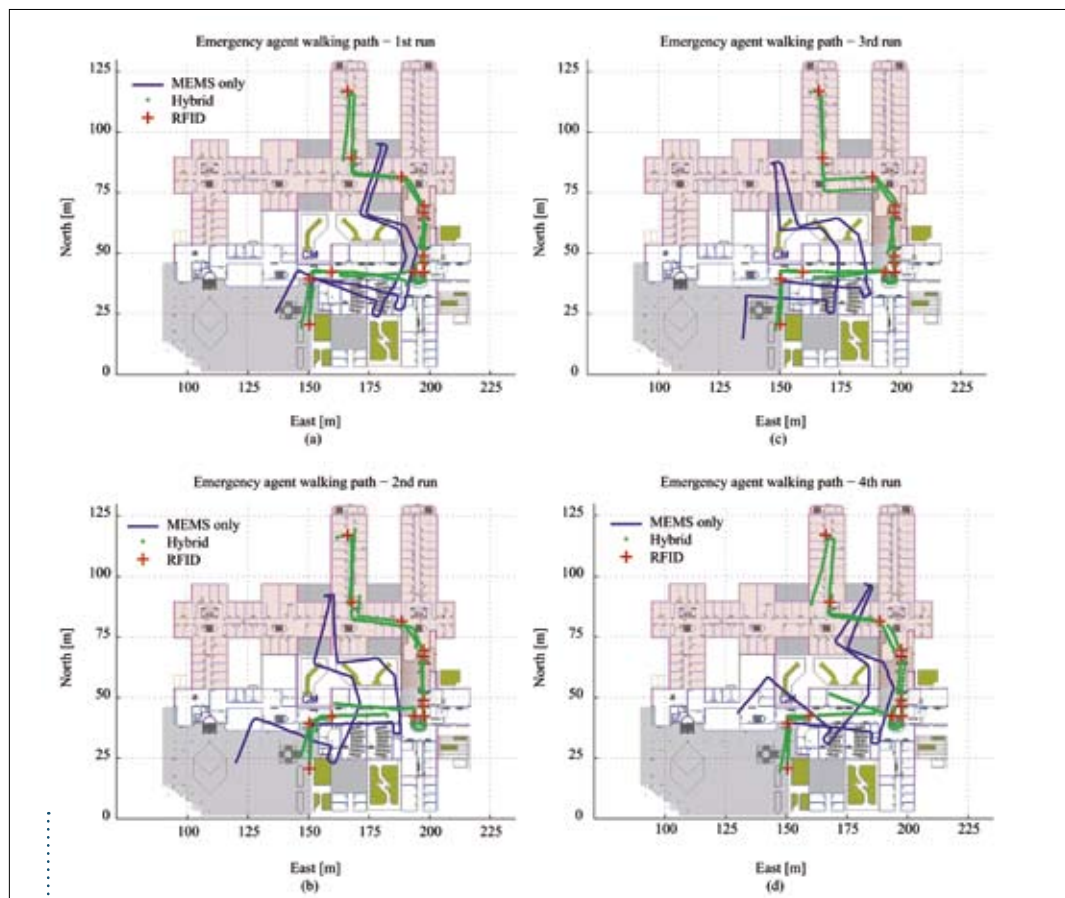 Emergency agent walking path − 1st run
125
100
75
50
25
0
North [m]
MEMS only
Hybrid
RFID
100 125 150 175 200 225
East [m]
(a)
Emergency agent walking path − 3rd run
125
100
75
50
25
0
North [m]
100 125 150 175 200 225
East [m]
(c)
Emergency agent walking path − 2nd run
125
100
75
50
25
0
North [m]
MEMS only
Hybrid
RFID
100 125 150 175 200 225
East [m]
(b)
Emergency agent walking path − 4th run
125
100
75
50
25
0
North [m]
MEMS only
Hybrid
RFID
100 125 150 175 200 225
East [m]
(d)